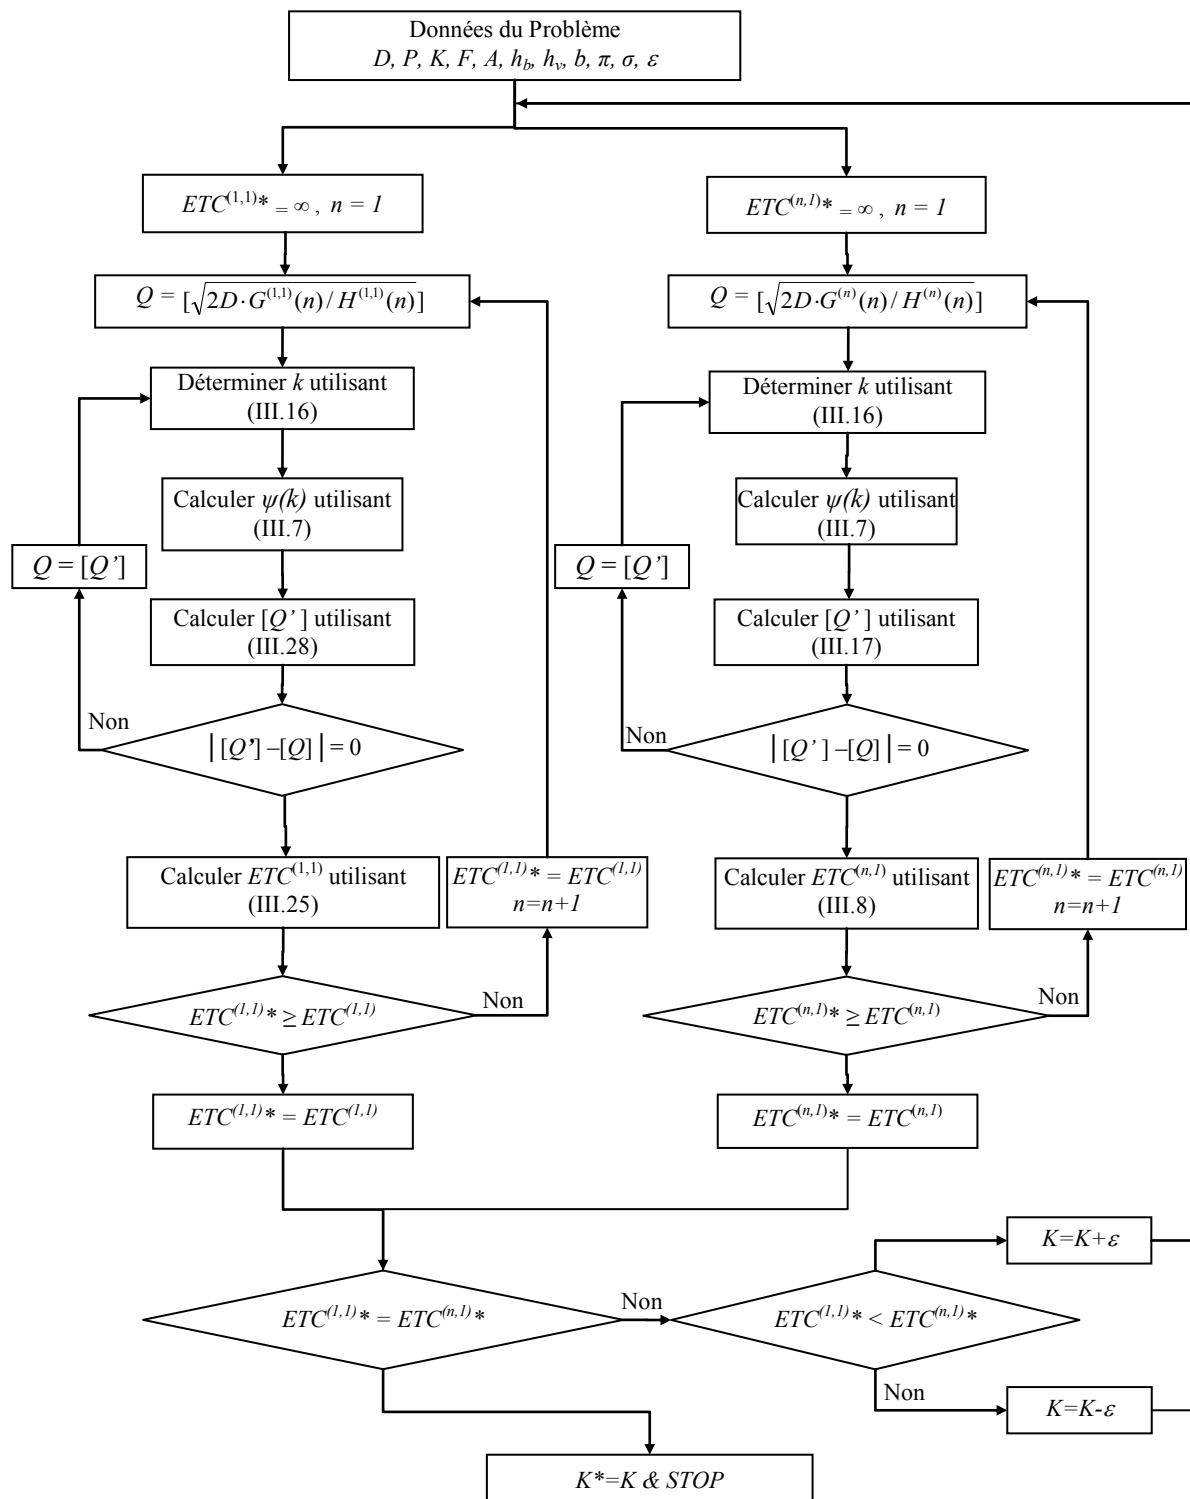 Données du Problème
D, P, K, F, A, h_b, h_v, b, π, σ, ε
ETC^(1,1)* = ∞ , n = 1
Q = [√2D·G^(1,1)(n)/H^(1,1)(n)]
Déterminer k utilisant
(III.16)
Calculer ψ(k) utilisant
(III.7)
Q = [Q’]
Calculer [Q’ ] utilisant
(III.28)
Non
| [Q’] –[Q] | = 0
Calculer ETC^(1,1) utilisant
(III.25)
ETC^(1,1)* = ETC^(1,1)
n=n+1
Non
ETC^(1,1)* ≥ ETC^(1,1)
ETC^(1,1)* = ETC^(1,1)
ETC^(n,1)* = ∞ , n = 1
Q = [√2D·G^(n)(n)/H^(n)(n)]
Déterminer k utilisant
(III.16)
Calculer ψ(k) utilisant
(III.7)
Q = [Q’]
Calculer [Q’ ] utilisant
(III.17)
Non
| [Q’ ] –[Q] | = 0
Calculer ETC^(n,1) utilisant
(III.8)
ETC^(n,1)* = ETC^(n,1)
n=n+1
Non
ETC^(n,1)* ≥ ETC^(n,1)
ETC^(n,1)* = ETC^(n,1)
ETC^(1,1)* = ETC^(n,1)*
Non
ETC^(1,1)* < ETC^(n,1)*
K=K+ε
Non
K=K-ε
K*=K & STOP